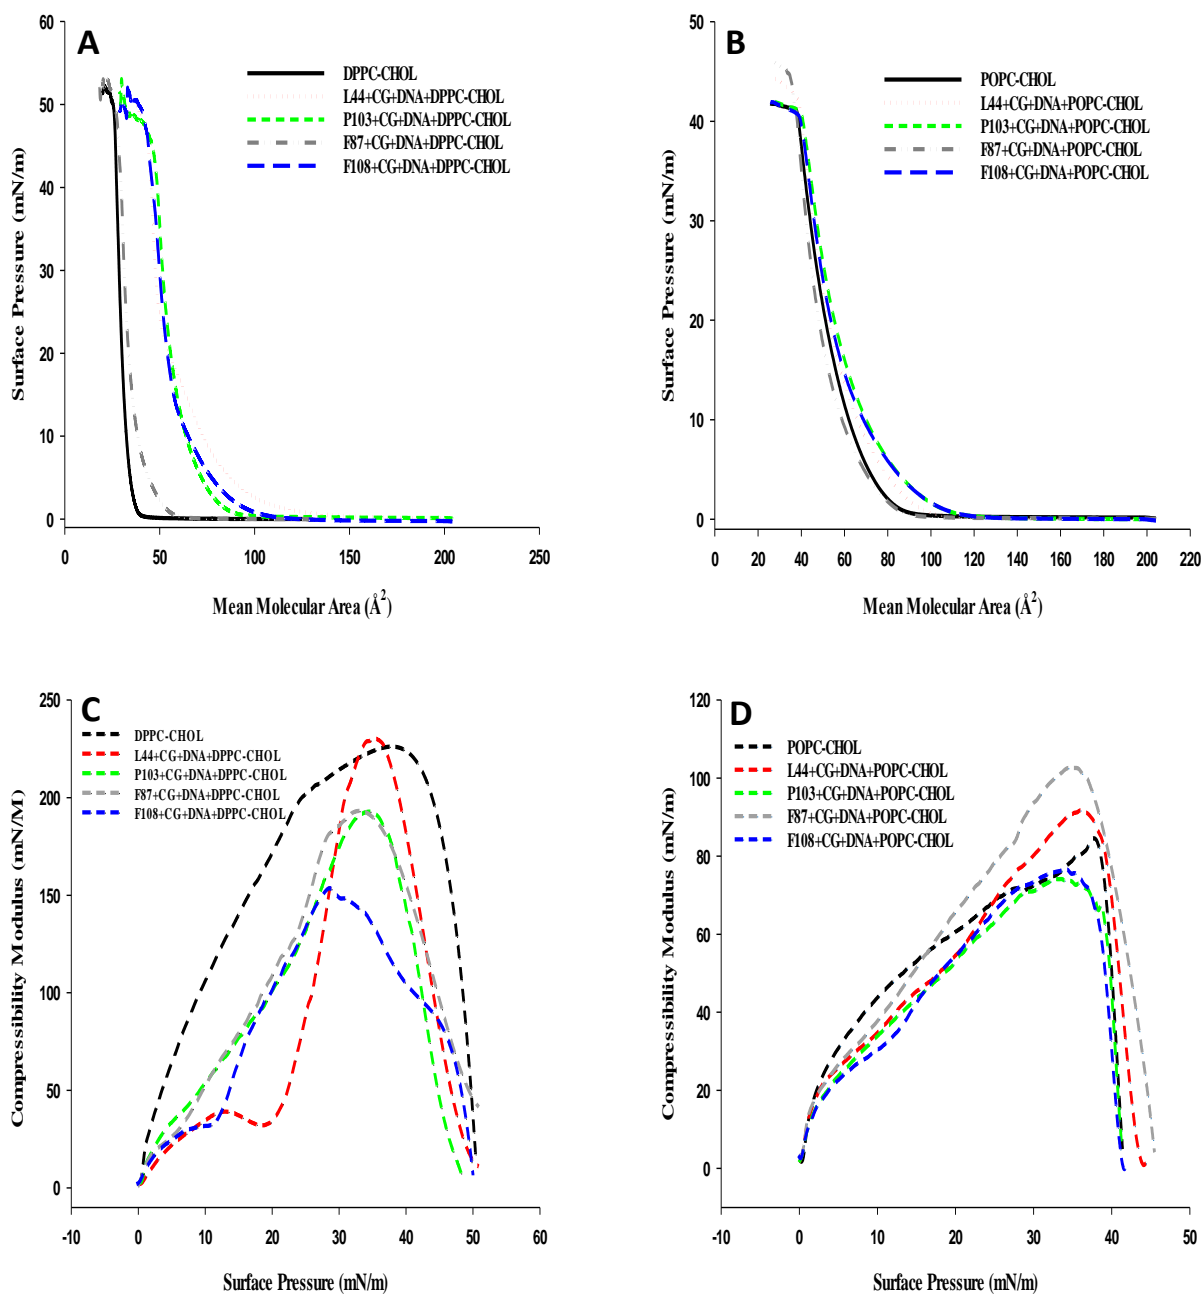 A
60
50
40
30
20
10
0
Surface Pressure (mN/m)
DPPC-CHOL
L44+CG+DNA+DPPC-CHOL
P103+CG+DNA+DPPC-CHOL
F87+CG+DNA+DPPC-CHOL
F108+CG+DNA+DPPC-CHOL
0 50 100 150 200 250
Mean Molecular Area (Å²)
B
50
40
30
20
10
0
Surface Pressure (mN/m)
POPC-CHOL
L44+CG+DNA+POPC-CHOL
P103+CG+DNA+POPC-CHOL
F87+CG+DNA+POPC-CHOL
F108+CG+DNA+POPC-CHOL
0 20 40 60 80 100 120 140 160 180 200 220
Mean Molecular Area (Å²)
C
250
200
150
100
50
0
Compressibility Modulus (mN/M)
DPPC-CHOL
L44+CG+DNA+DPPC-CHOL
P103+CG+DNA+DPPC-CHOL
F87+CG+DNA+DPPC-CHOL
F108+CG+DNA+DPPC-CHOL
-10 0 10 20 30 40 50 60
Surface Pressure (mN/m)
D
120
100
80
60
40
20
0
Compressibility Modulus (mN/m)
POPC-CHOL
L44+CG+DNA+POPC-CHOL
P103+CG+DNA+POPC-CHOL
F87+CG+DNA+POPC-CHOL
F108+CG+DNA+POPC-CHOL
-10 0 10 20 30 40 50
Surface Pressure (mN/m)